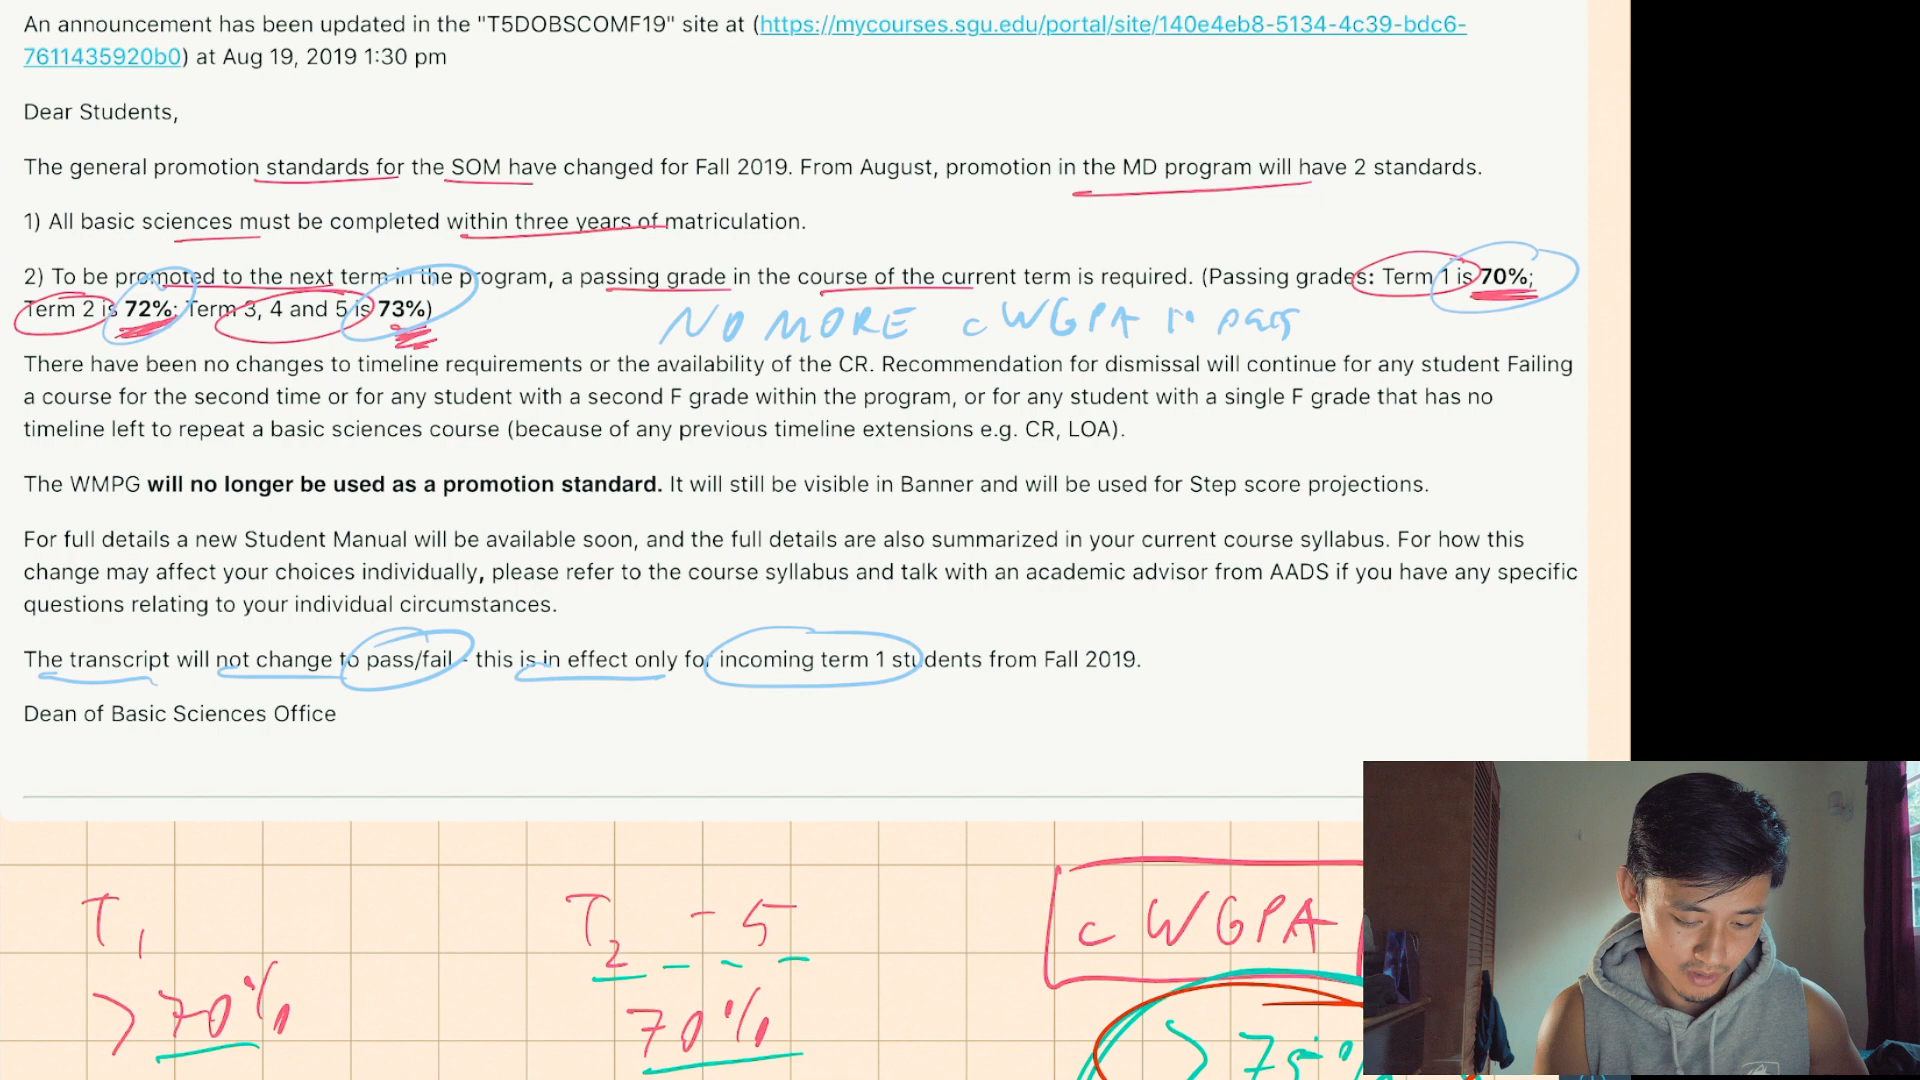 An announcement has been updated in the "T5DOBSCOMF19" site at (https://mycourses.sgu.edu/portal/site/140e4eb8-5134-4c39-bdc6-
7611435920b0) at Aug 19, 2019 1:30 pm
Dear Students,
The general promotion standards for the SOM have changed for Fall 2019. From August, promotion in the MD program will have 2 standards.
1) All basic sciences must be completed within three years of matriculation.
2) To be promoted to the next term in the program, a passing grade in the course of the current term is required. (Passing grades: Term 1 is 70%;
Term 2 is 72%; Term 3, 4 and 5 is 73%)
NO MORE cWGPA to pass
There have been no changes to timeline requirements or the availability of the CR. Recommendation for dismissal will continue for any student Failing
a course for the second time or for any student with a second F grade within the program, or for any student with a single F grade that has no
timeline left to repeat a basic sciences course (because of any previous timeline extensions e.g. CR, LOA).
The WMPG will no longer be used as a promotion standard. It will still be visible in Banner and will be used for Step score projections.
For full details a new Student Manual will be available soon, and the full details are also summarized in your current course syllabus. For how this
change may affect your choices individually, please refer to the course syllabus and talk with an academic advisor from AADS if you have any specific
questions relating to your individual circumstances.
The transcript will not change to pass/fail - this is in effect only for incoming term 1 students from Fall 2019.
Dean of Basic Sciences Office
T1 T2 - 5 cWGPA
>70% 70% >75%